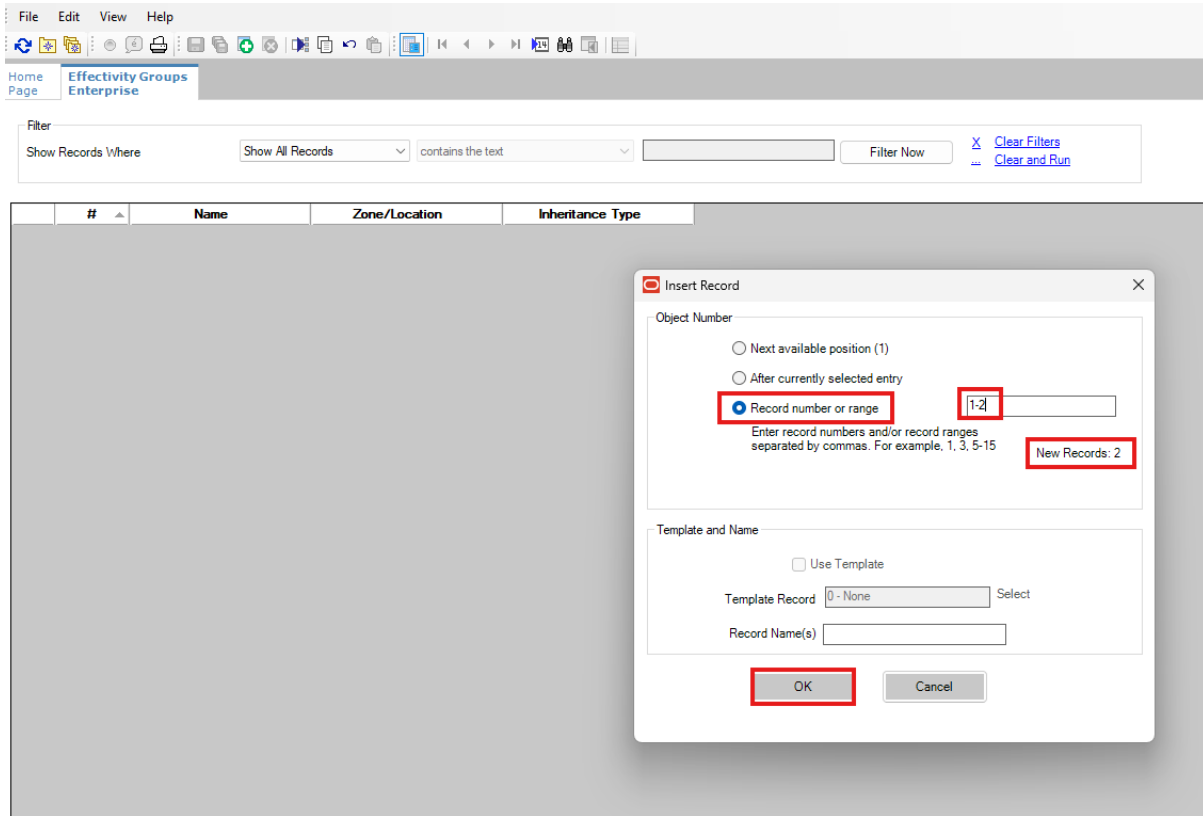 File Edit View Help
Home Page
Effectivity Groups Enterprise
Filter
Show Records Where Show All Records contains the text Filter Now X Clear Filters
... Clear and Run
# Name Zone/Location Inheritance Type
Insert Record
Object Number
Next available position (1)
After currently selected entry
Record number or range 1-2
Enter record numbers and/or record ranges
separated by commas. For example, 1, 3, 5-15
New Records: 2
Template and Name
Use Template
Template Record 0 - None Select
Record Name(s)
OK Cancel